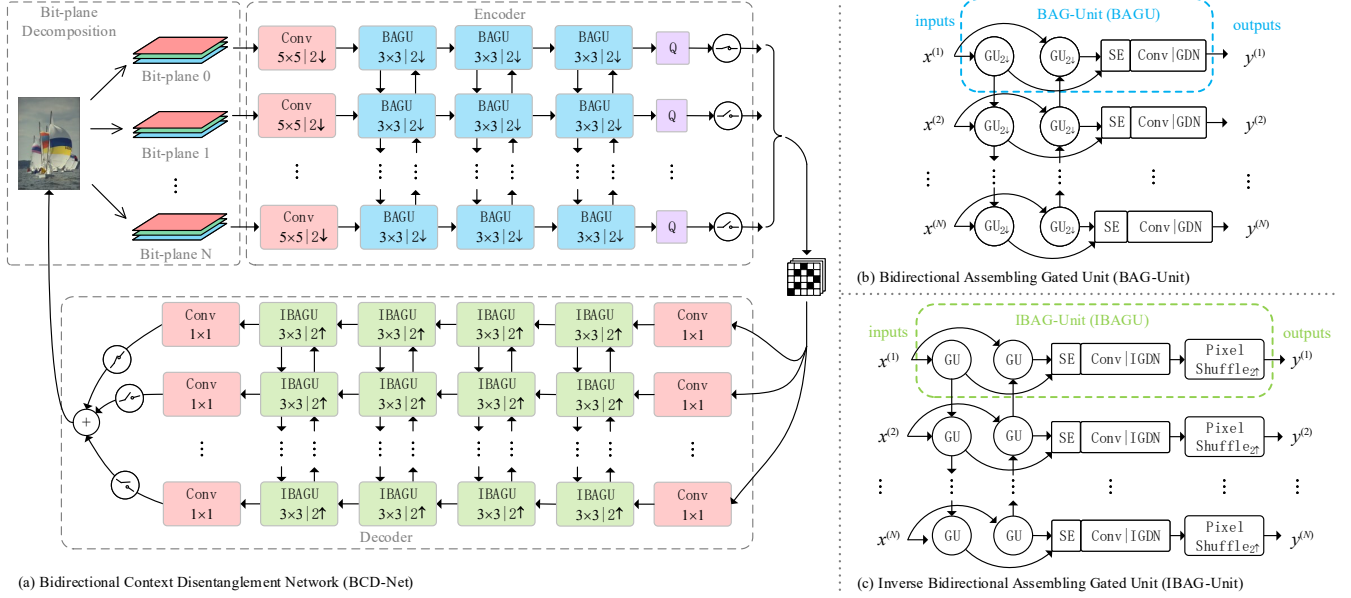 Bit-plane
Decomposition
Bit-plane 0
Bit-plane 1
⋮
Bit-plane N
Encoder
Conv BAGU BAGU BAGU Q
5×5|2↓ 3×3|2↓ 3×3|2↓ 3×3|2↓
Conv BAGU BAGU BAGU Q
5×5|2↓ 3×3|2↓ 3×3|2↓ 3×3|2↓
⋮ ⋮ ⋮ ⋮ ⋮ ⋮ ⋮ ⋮
Conv BAGU BAGU BAGU Q
5×5|2↓ 3×3|2↓ 3×3|2↓ 3×3|2↓
Conv IBAGU IBAGU IBAGU IBAGU Conv
1×1 3×3|2↑ 3×3|2↑ 3×3|2↑ 3×3|2↑ 1×1
Conv IBAGU IBAGU IBAGU IBAGU Conv
1×1 3×3|2↑ 3×3|2↑ 3×3|2↑ 3×3|2↑ 1×1
+
⋮ ⋮ ⋮ ⋮ ⋮ ⋮ ⋮ ⋮ ⋮ ⋮
Conv IBAGU IBAGU IBAGU IBAGU Conv
1×1 3×3|2↑ 3×3|2↑ 3×3|2↑ 3×3|2↑ 1×1
Decoder
(a) Bidirectional Context Disentanglement Network (BCD-Net)
inputs BAG-Unit (BAGU) outputs
x⁽¹⁾ GU2↓ GU2↓ SE Conv|GDN y⁽¹⁾
x⁽²⁾ GU2↓ GU2↓ SE Conv|GDN y⁽²⁾
⋮ ⋮ ⋮ ⋮ ⋮
x⁽ᴺ⁾ GU2↓ GU2↓ SE Conv|GDN y⁽ᴺ⁾
(b) Bidirectional Assembling Gated Unit (BAG-Unit)
inputs IBAG-Unit (IBAGU) outputs
x⁽¹⁾ GU GU SE Conv|IGDN Pixel Shuffle2↑ y⁽¹⁾
x⁽²⁾ GU GU SE Conv|IGDN Pixel Shuffle2↑ y⁽²⁾
⋮ ⋮ ⋮ ⋮ ⋮ ⋮
x⁽ᴺ⁾ GU GU SE Conv|IGDN Pixel Shuffle2↑ y⁽ᴺ⁾
(c) Inverse Bidirectional Assembling Gated Unit (IBAG-Unit)